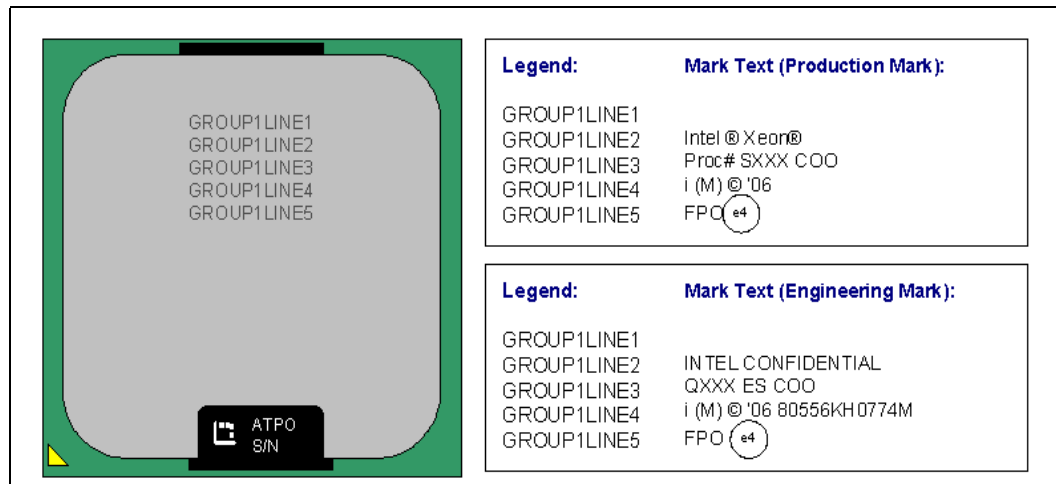 GROUP1LINE1
GROUP1LINE2
GROUP1LINE3
GROUP1LINE4
GROUP1LINE5
ATPO
S/N
Legend: Mark Text (Production Mark):
GROUP1LINE1
GROUP1LINE2 Intel ® Xeon®
GROUP1LINE3 Proc# SXXX COO
GROUP1LINE4 i (M) © '06
GROUP1LINE5 FPO e4
Legend: Mark Text (Engineering Mark):
GROUP1LINE1
GROUP1LINE2 INTEL CONFIDENTIAL
GROUP1LINE3 QXXX ES COO
GROUP1LINE4 i (M) © '06 80556KH0774M
GROUP1LINE5 FPO e4